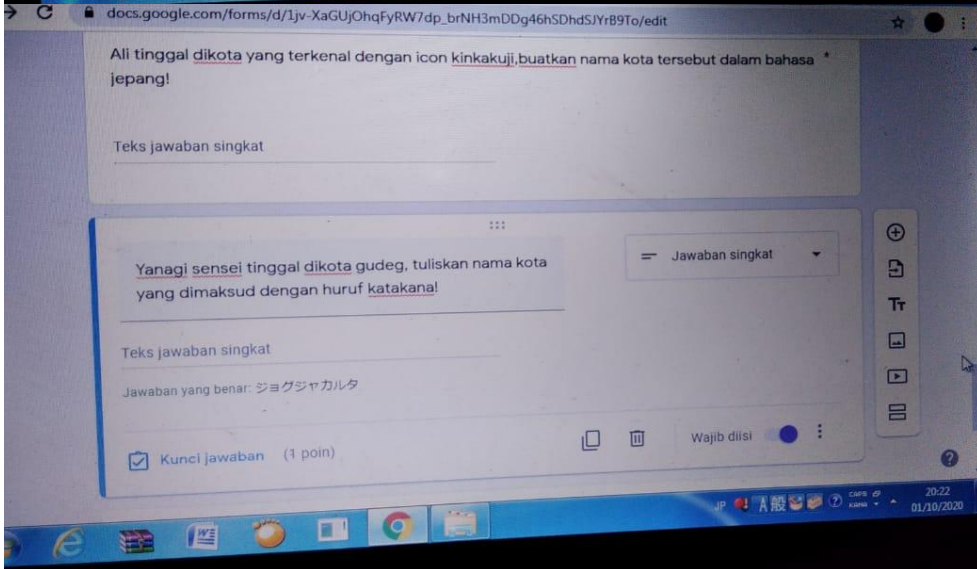 docs.google.com/forms/d/1jv-XaGUjOhqFyRW7dp_brNH3mDDg46hSDhdSJYrB9To/edit
Ali tinggal dikota yang terkenal dengan icon kinkakuji,buatkan nama kota tersebut dalam bahasa *
jepang!
Teks jawaban singkat
Yanagi sensei tinggal dikota gudeg, tuliskan nama kota
yang dimaksud dengan huruf katakana!
Jawaban singkat
Teks jawaban singkat
Jawaban yang benar: ジョグジャカルタ
Kunci jawaban (1 poin)
Wajib diisi
JP A 般 CAPS KANA
20:22
01/10/2020